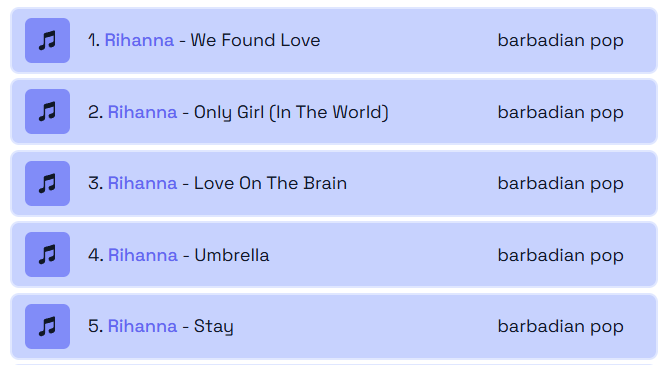 1. Rihanna - We Found Love barbadian pop
2. Rihanna - Only Girl (In The World) barbadian pop
3. Rihanna - Love On The Brain barbadian pop
4. Rihanna - Umbrella barbadian pop
5. Rihanna - Stay barbadian pop